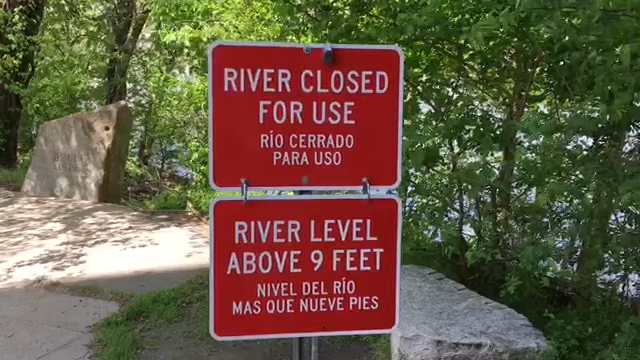 RIVER CLOSED
FOR USE
RÍO CERRADO
PARA USO
RIVER LEVEL
ABOVE 9 FEET
NIVEL DEL RÍO
MAS QUE NUEVE PIES